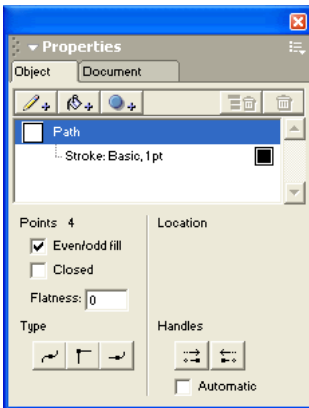 Properties
Object Document
Path
Stroke: Basic, 1pt
Points 4 Location
Even/odd fill
Closed
Flatness: 0
Type Handles
Automatic